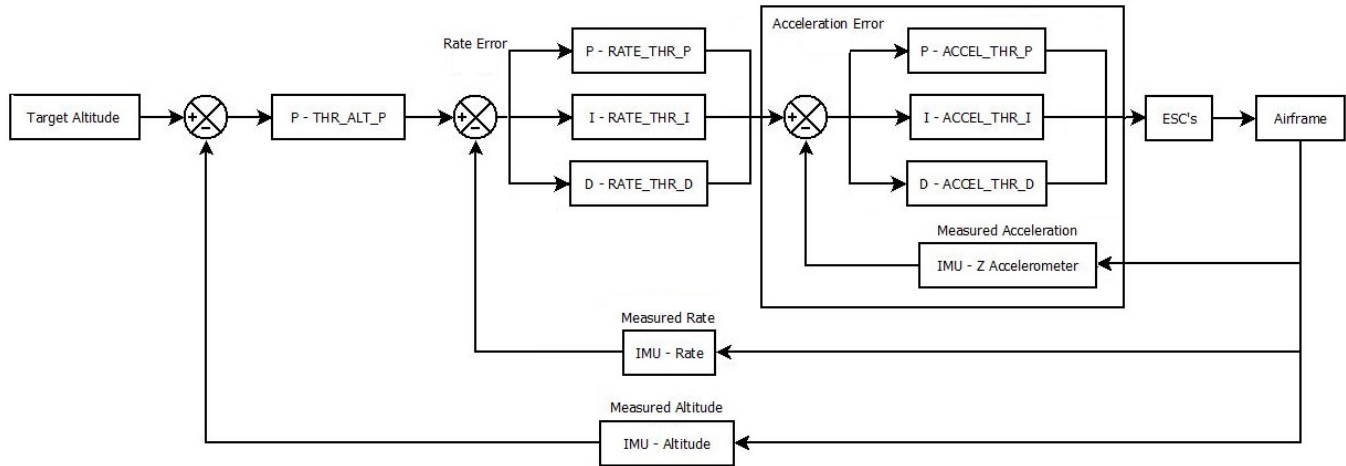 Acceleration Error
Rate Error
P - RATE_THR_P
P - ACCEL_THR_P
Target Altitude
+
−
P - THR_ALT_P
+
−
I - RATE_THR_I
+
−
I - ACCEL_THR_I
ESC's
Airframe
D - RATE_THR_D
D - ACCEL_THR_D
Measured Acceleration
IMU - Z Accelerometer
Measured Rate
IMU - Rate
Measured Altitude
IMU - Altitude